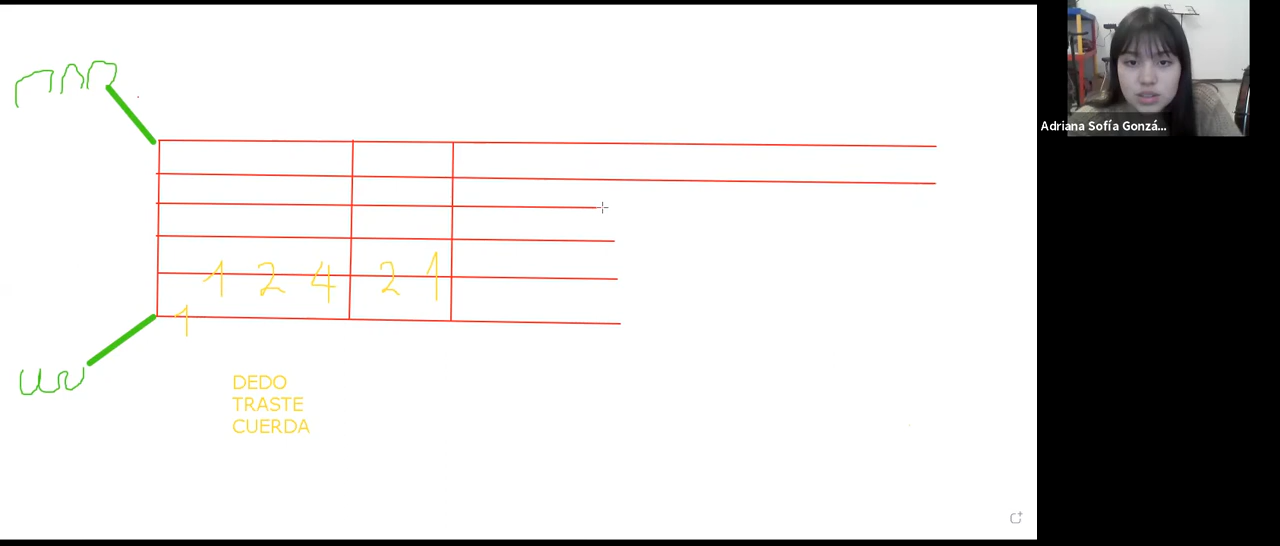 Adriana Sofía Gonzá...
1 2 4 2 1
1
DEDO
TRASTE
CUERDA